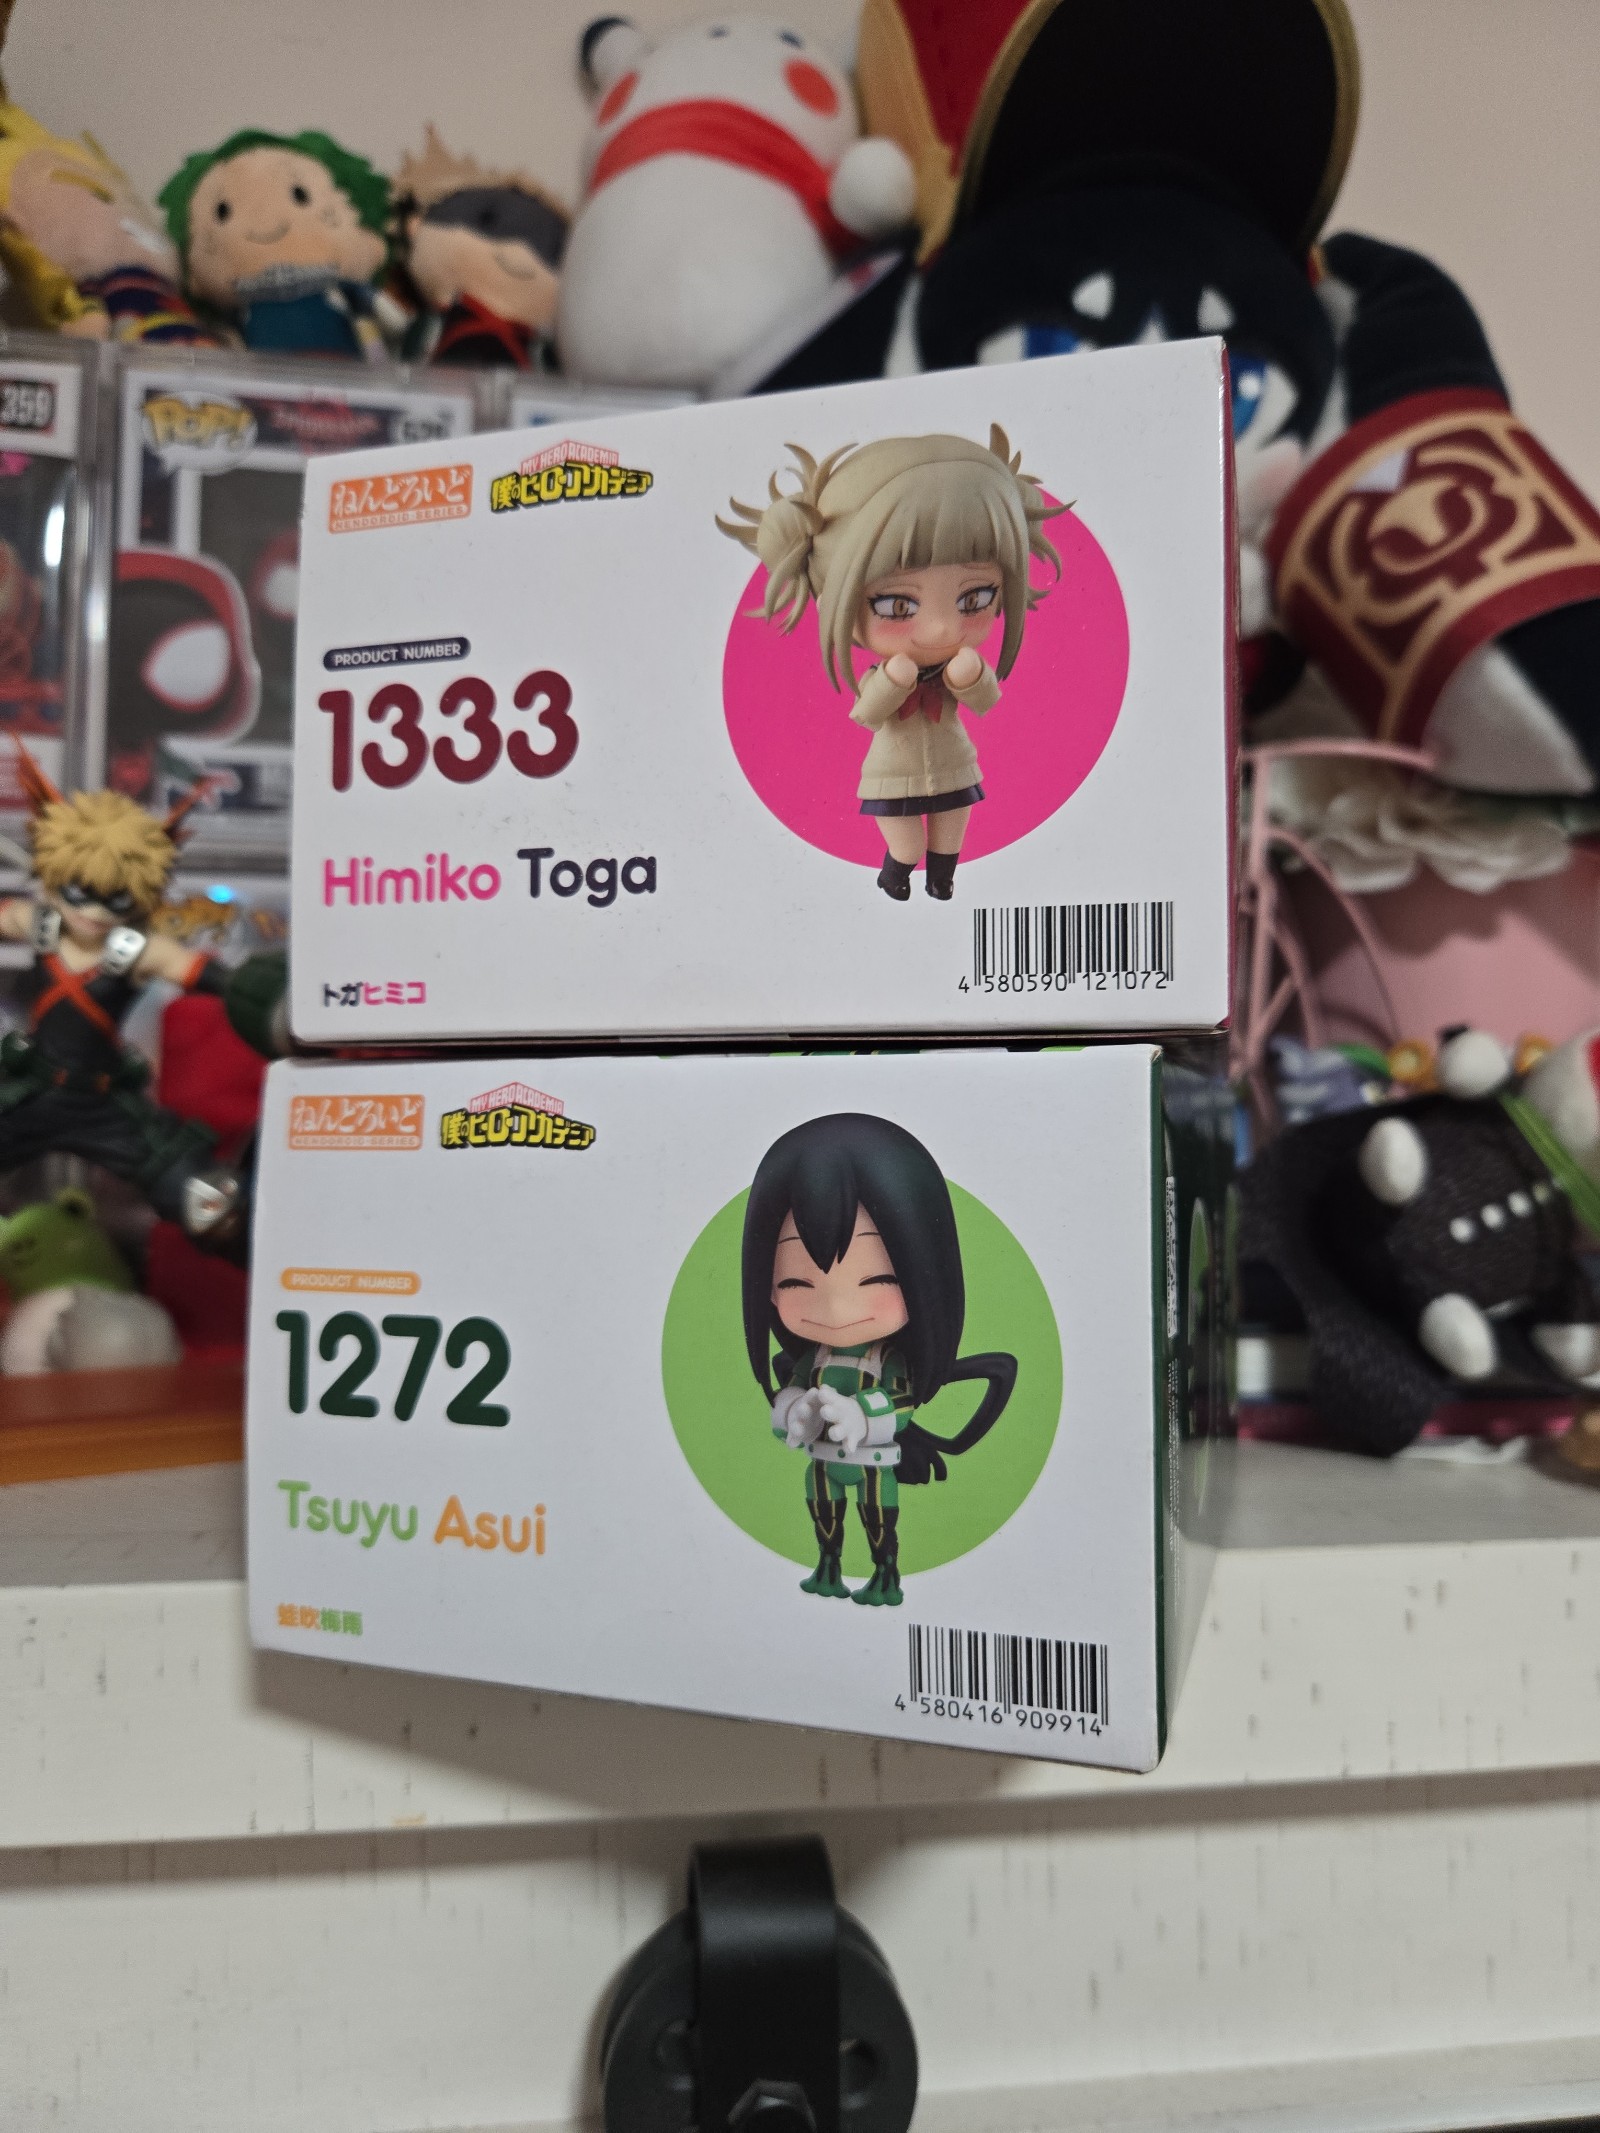 359
POP!
ねんどろいど
NENDOROID SERIES
MY HERO ACADEMIA
僕のヒーローアカデミア
PRODUCT NUMBER
1333
Himiko Toga
トガヒミコ
4 580590 121072
ねんどろいど
NENDOROID SERIES
MY HERO ACADEMIA
僕のヒーローアカデミア
PRODUCT NUMBER
1272
Tsuyu Asui
蛙吹梅雨
4 580416 909914